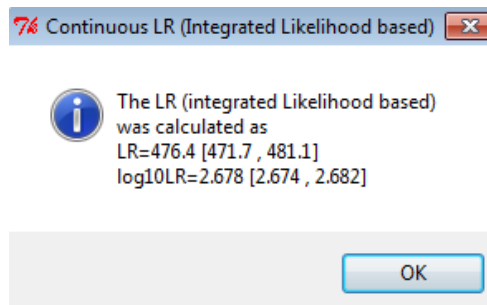 Continuous LR (Integrated Likelihood based)
The LR (integrated Likelihood based)
was calculated as
LR=476.4 [471.7 , 481.1]
log10LR=2.678 [2.674 , 2.682]
OK